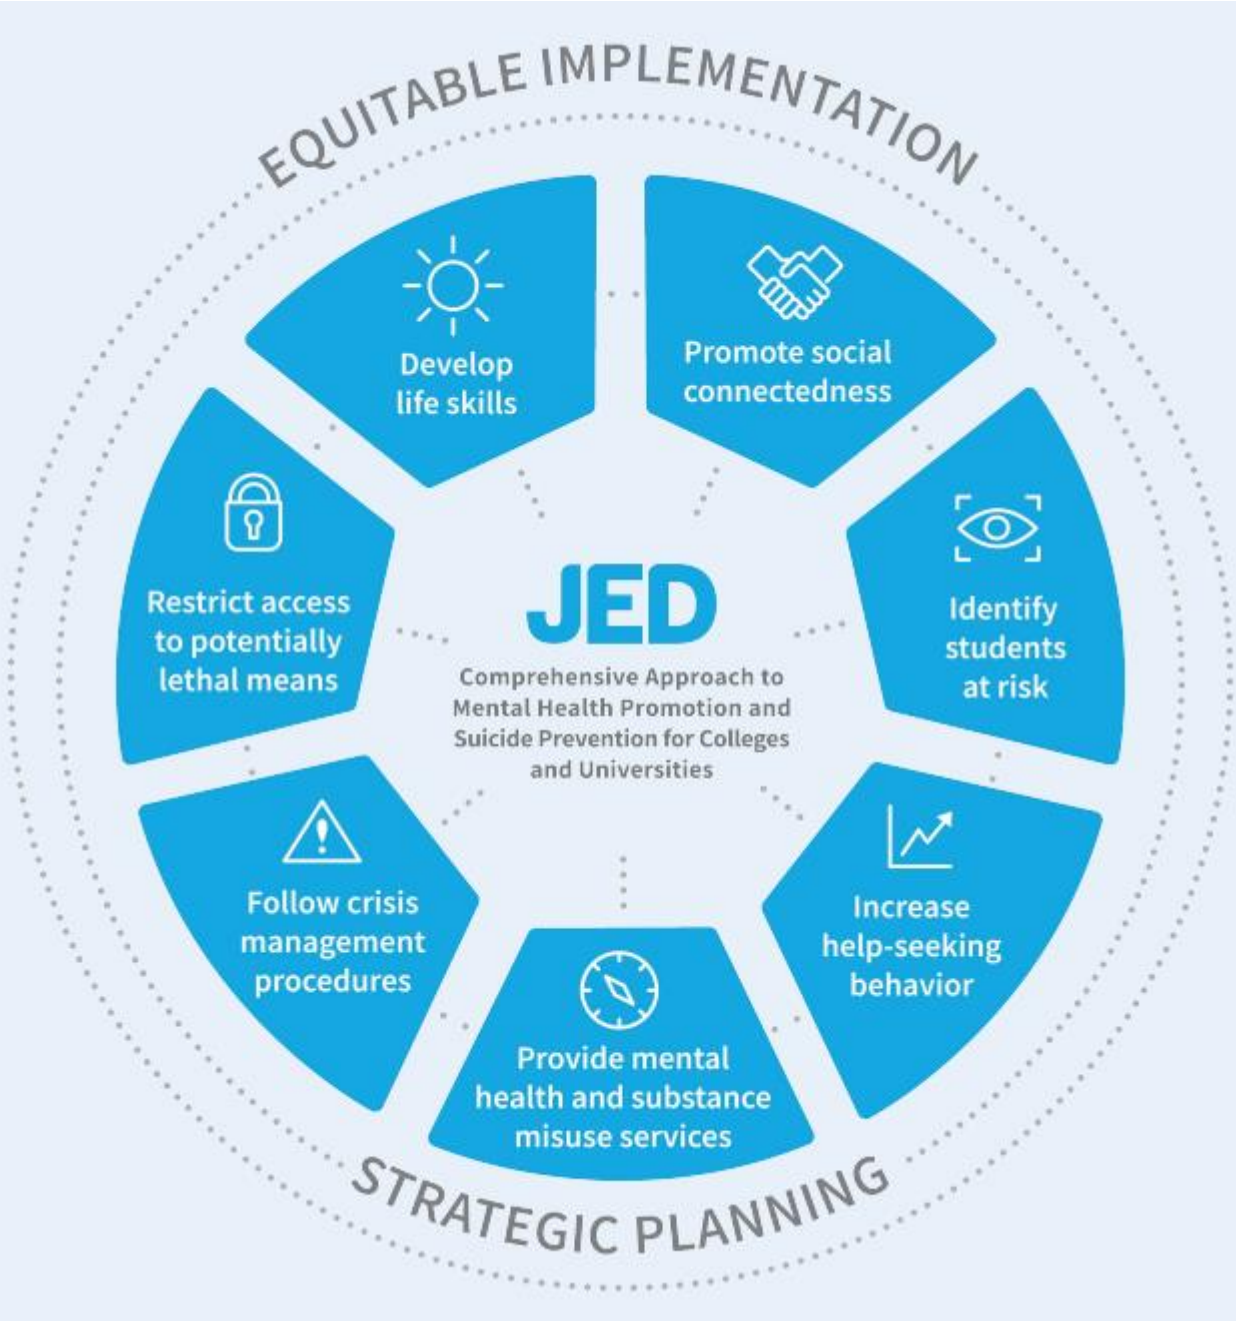 EQUITABLE IMPLEMENTATION
Develop
life skills
Promote social
connectedness
Restrict access
to potentially
lethal means
Identify
students
at risk
JED
Comprehensive Approach to
Mental Health Promotion and
Suicide Prevention for Colleges
and Universities
Follow crisis
management
procedures
Increase
help-seeking
behavior
Provide mental
health and substance
misuse services
STRATEGIC PLANNING